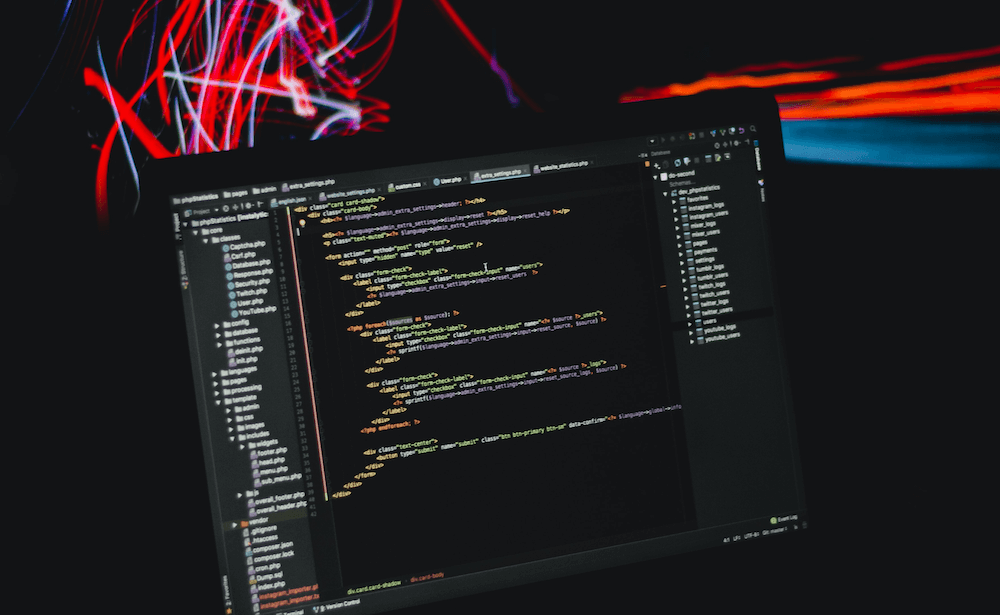 phpStatistics pages admin extra_settings.php
english.json website_settings.php custom.css User.php extra_settings.php website_statistics.php
Project
phpStatistics
core
classes
Captcha.php
Csrf.php
Database.php
Response.php
Security.php
Twitch.php
User.php
YouTube.php
config
database
functions
init.php
languages
pages
processing
template
admin
css
images
includes
widgets
footer.php
head.php
menu.php
sub_menu.php
js
overall_footer.php
overall_header.php
vendor
.gitignore
.htaccess
composer.json
composer.lock
cron.php
Dump.sql
index.php
<div class="card card-shadow">
<div class="card-body">
<h4><?= $language->admin_extra_settings->header; ?></h4>
<h5><?= $language->admin_extra_settings->display->reset ?></h5>
<p class="text-muted"><?= $language->admin_extra_settings->display->reset_help ?></p>
<form action="" method="post" role="form">
<input type="hidden" name="type" value="reset" />
<div class="form-check">
<label class="form-check-label">
<input type="checkbox" class="form-check-input" name="users">
<?= $language->admin_extra_settings->input->reset_users ?>
</label>
</div>
<?php foreach($sources as $source): ?>
<div class="form-check">
<label class="form-check-label">
<input type="checkbox" class="form-check-input" name="<?= $source ?>_users">
<?= sprintf($language->admin_extra_settings->input->reset_source, $source) ?>
</label>
</div>
<div class="form-check">
<label class="form-check-label">
<input type="checkbox" class="form-check-input" name="<?= $source ?>_logs">
<?= sprintf($language->admin_extra_settings->input->reset_source_logs, $source) ?>
</label>
</div>
<?php endforeach; ?>
<div class="text-center">
<button type="submit" name="submit" class="btn btn-primary btn-sm" data-confirm="<?= $language->global->info
</div>
</form>
</div>
</div>
div.card.card-shadow div.card-body
Database
do-second
Schemas
dev_phpstatistics
favorites
instagram_logs
instagram_users
mixer_logs
mixer_users
pages
payments
settings
tumblr_logs
tumblr_users
twitch_logs
twitch_users
twitter_logs
twitter_users
users
youtube_logs
youtube_users
Event Log
Terminal 9: Version Control
4:1 LF UTF-8 Git: master